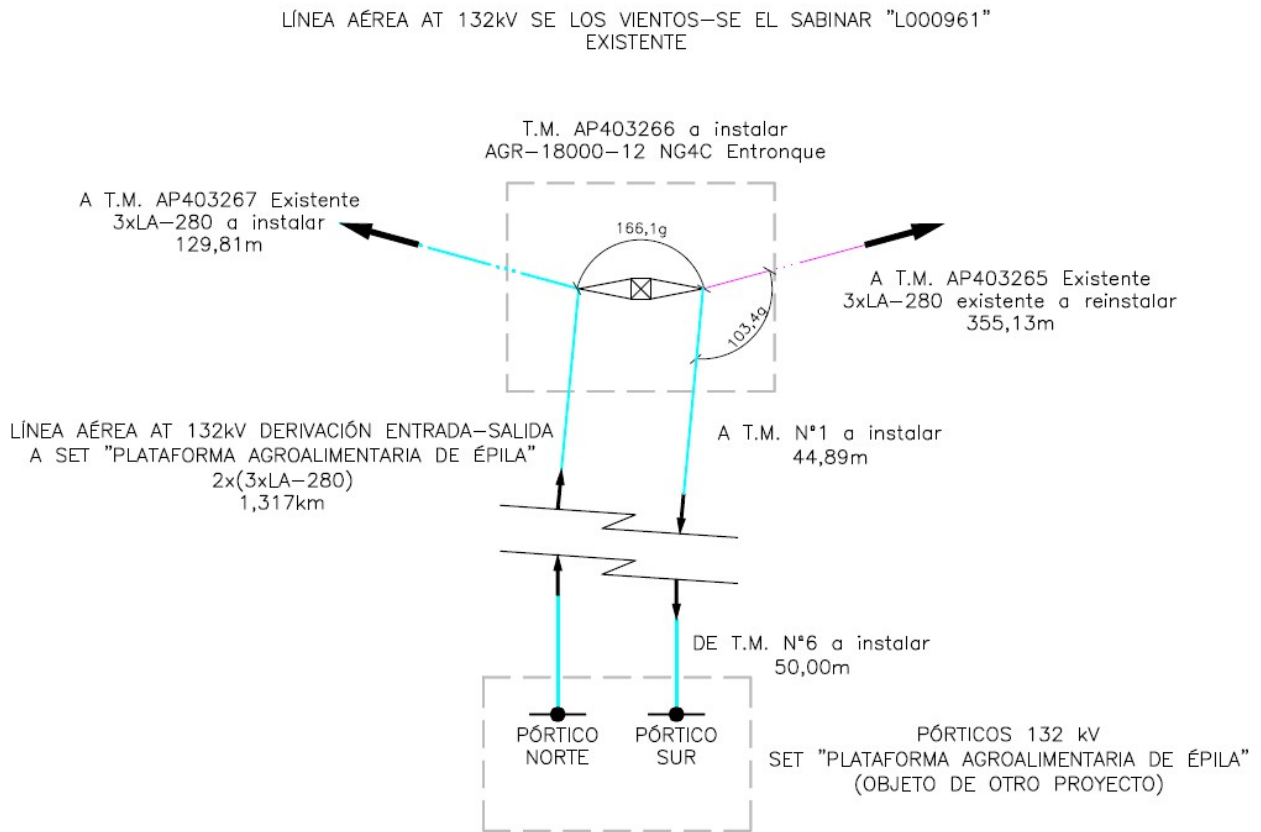 LÍNEA AÉREA AT 132kV SE LOS VIENTOS-SE EL SABINAR "L000961"
EXISTENTE
T.M. AP403266 a instalar
AGR-18000-12 NG4C Entronque
A T.M. AP403267 Existente
3xLA-280 a instalar
129,81m
166,1g
A T.M. AP403265 Existente
3xLA-280 existente a reinstalar
355,13m
103,4g
LÍNEA AÉREA AT 132kV DERIVACIÓN ENTRADA-SALIDA
A SET "PLATAFORMA AGROALIMENTARIA DE ÉPILA"
2x(3xLA-280)
1,317km
A T.M. Nº1 a instalar
44,89m
DE T.M. Nº6 a instalar
50,00m
PÓRTICO
NORTE
PÓRTICO
SUR
PÓRTICOS 132 kV
SET "PLATAFORMA AGROALIMENTARIA DE ÉPILA"
(OBJETO DE OTRO PROYECTO)